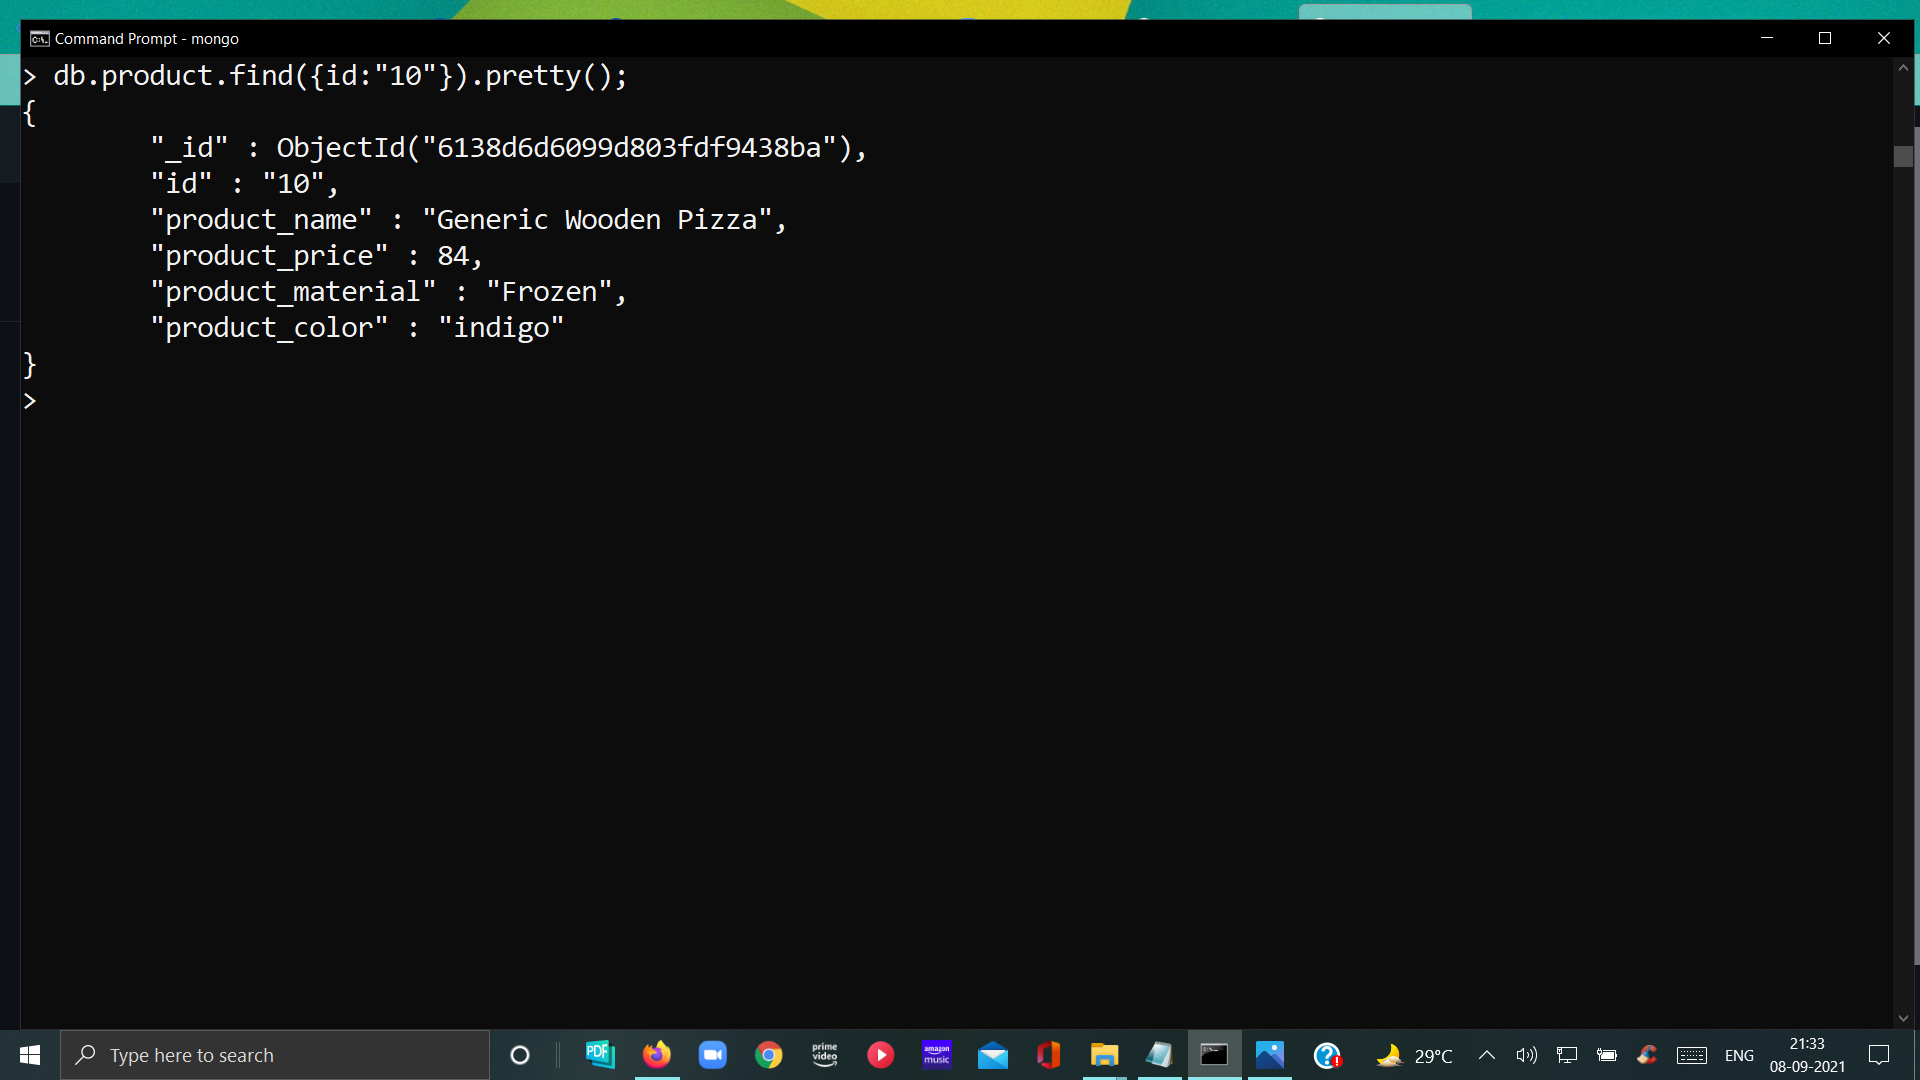 Command Prompt - mongo
> db.product.find({id:"10"}).pretty();
{
"_id" : ObjectId("6138d6d6099d803fdf9438ba"),
"id" : "10",
"product_name" : "Generic Wooden Pizza",
"product_price" : 84,
"product_material" : "Frozen",
"product_color" : "indigo"
}
>
Type here to search
PDF
prime video
amazon music
29°C
ENG
21:33
08-09-2021